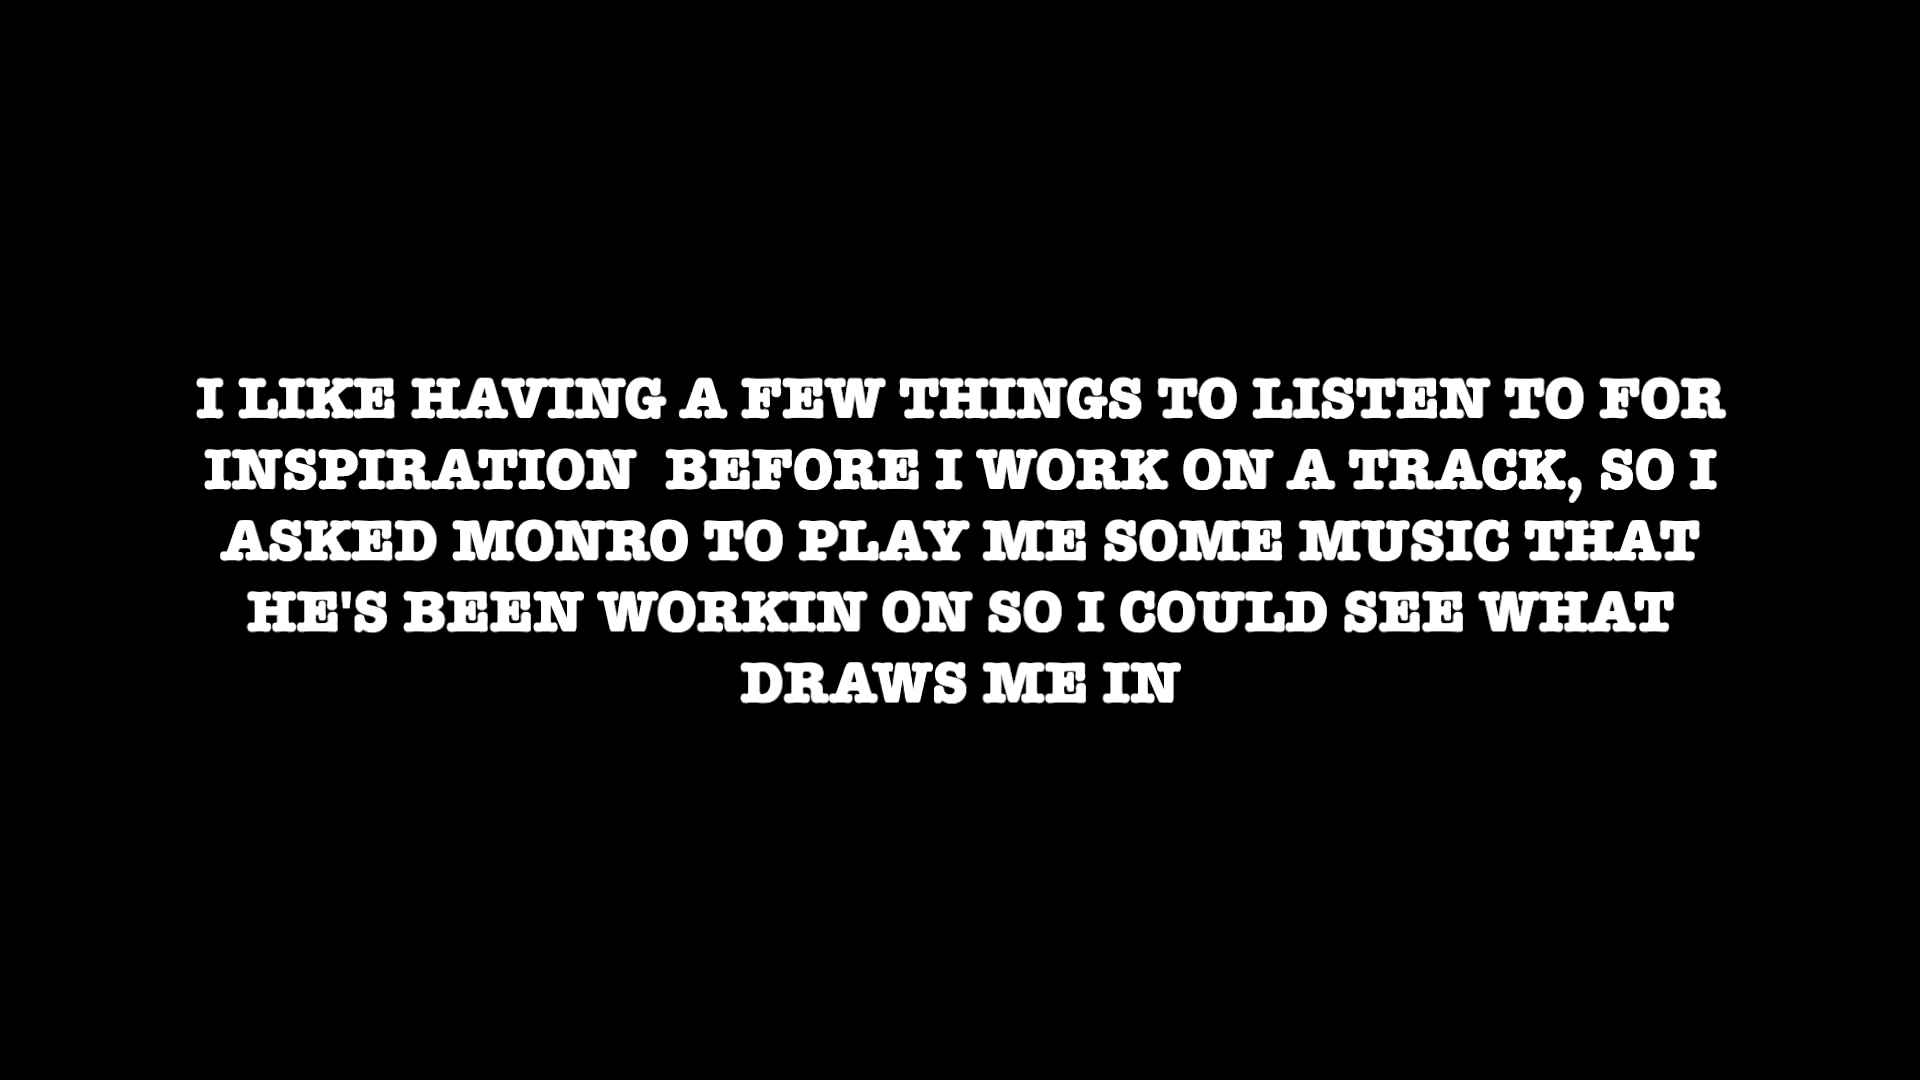 I LIKE HAVING A FEW THINGS TO LISTEN TO FOR
INSPIRATION  BEFORE I WORK ON A TRACK, SO I
ASKED MONRO TO PLAY ME SOME MUSIC THAT
HE'S BEEN WORKIN ON SO I COULD SEE WHAT
DRAWS ME IN